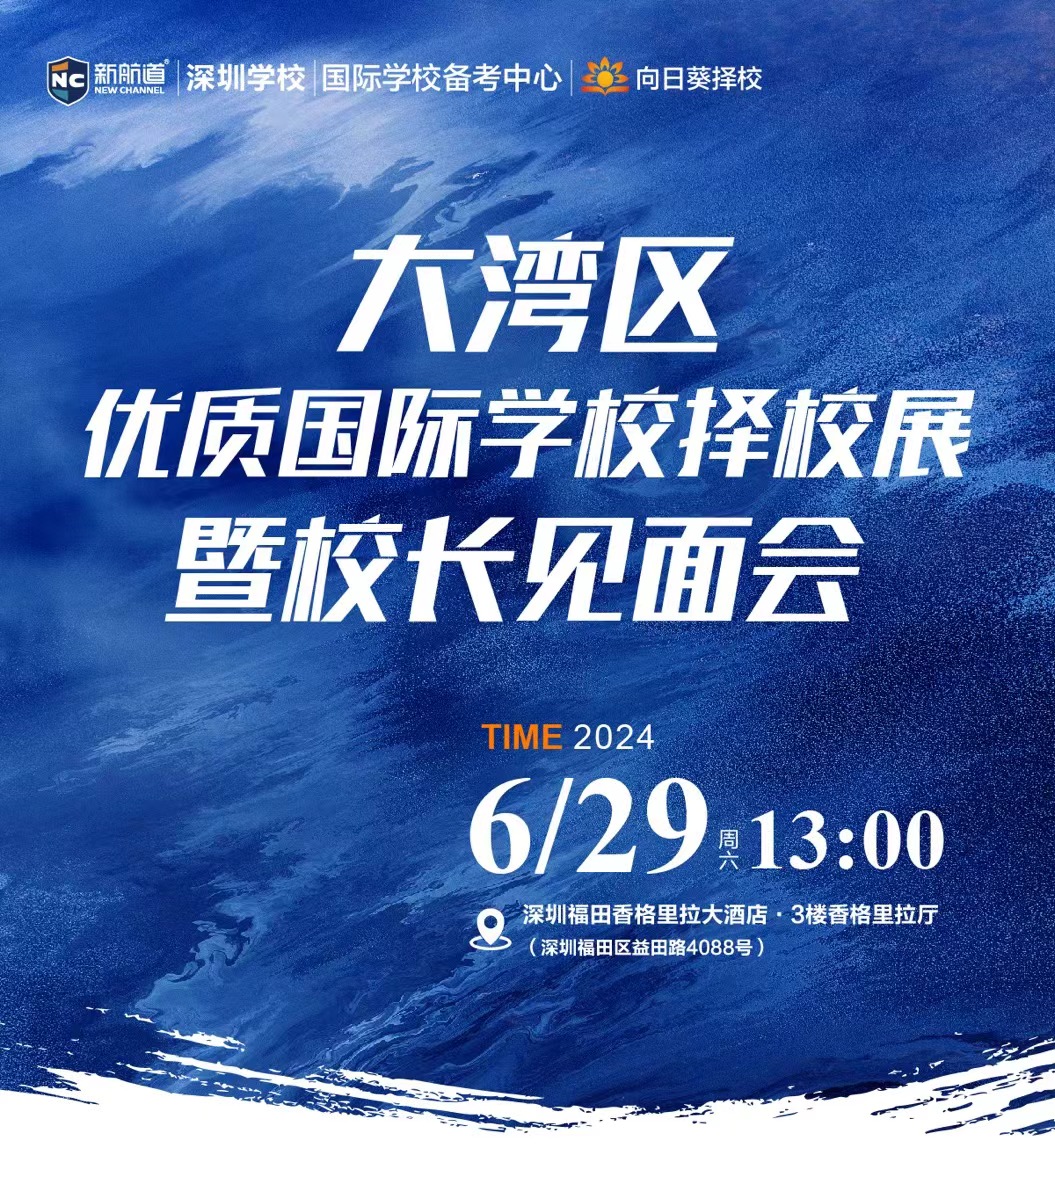 NC 新航道® NEW CHANNEL 深圳学校 国际学校备考中心 向日葵择校
大湾区
优质国际学校择校展
暨校长见面会
TIME 2024
6/29 周六 13:00
深圳福田香格里拉大酒店·3楼香格里拉厅
（深圳福田区益田路4088号）